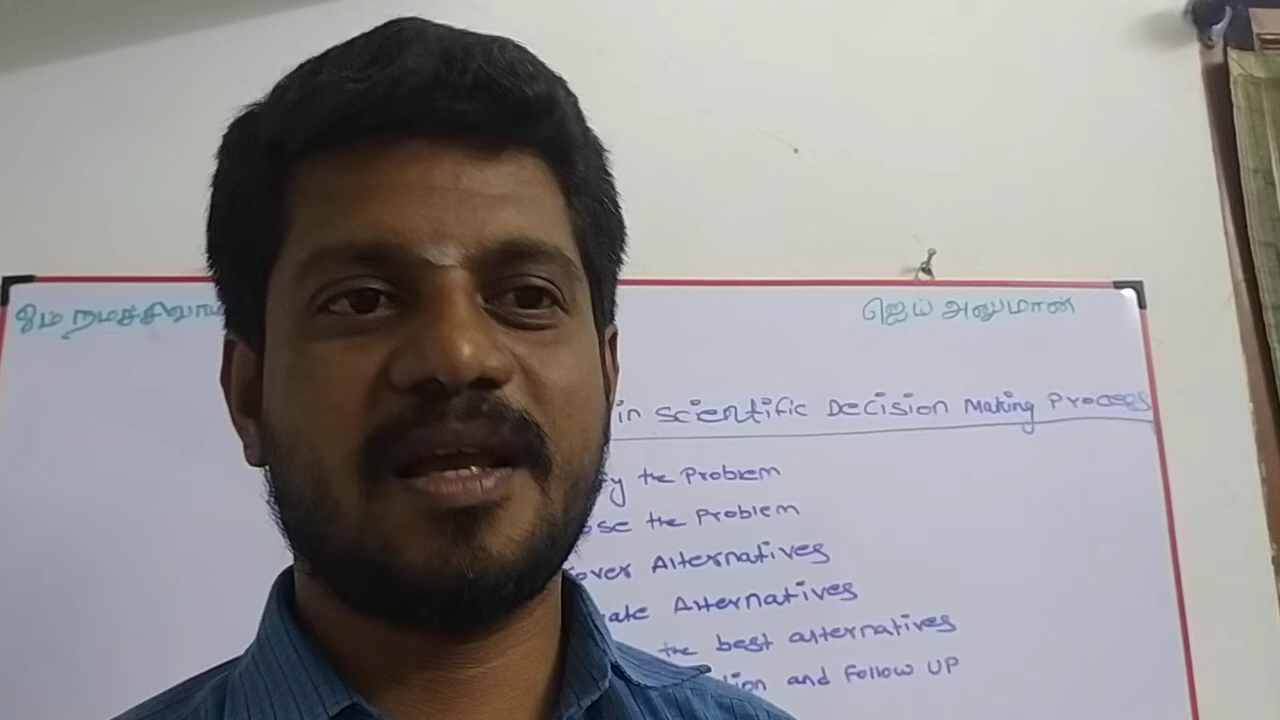 ஓம் நமச்சிவாய
ஜெய் அனுமான்
in Scientific Decision Making Process
the Problem
the Problem
Alternatives
Alternatives
the best alternatives
and Follow UP